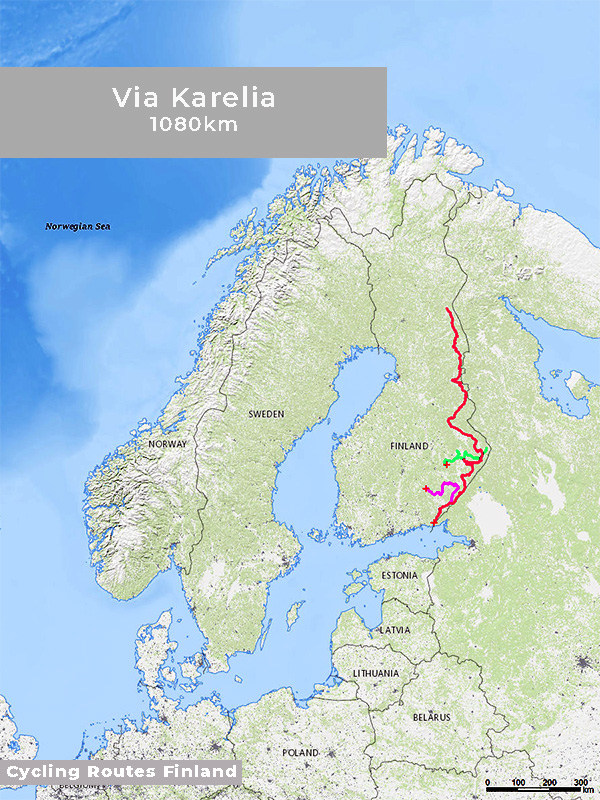 Via Karelia
1080km
Norwegian Sea
SWEDEN
NORWAY
FINLAND
ESTONIA
LATVIA
LITHUANIA
BELARUS
POLAND
Cycling Routes Finland
BELGIUM
0 100 200 300
km